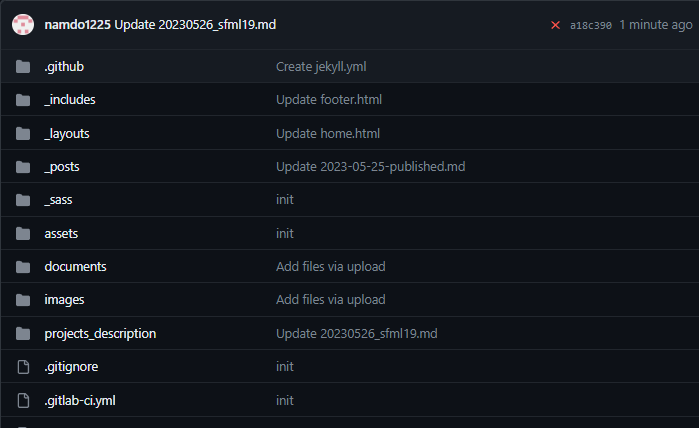 namdo1225 Update 20230526_sfml19.md a18c390 1 minute ago
.github Create jekyll.yml
_includes Update footer.html
_layouts Update home.html
_posts Update 2023-05-25-published.md
_sass init
assets init
documents Add files via upload
images Add files via upload
projects_description Update 20230526_sfml19.md
.gitignore init
.gitlab-ci.yml init